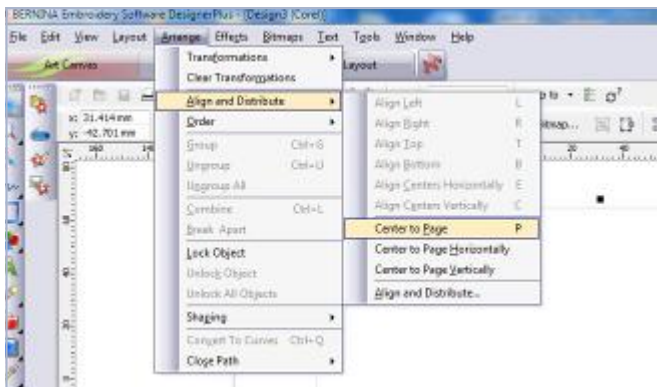 BERNINA Embroidery Software DesignerPlus - [Design3 (Corel)]
File Edit View Layout Arrange Effects Bitmaps Text Tools Window Help
Art Canvas
Layout
x: 31.414 mm
y: -42.701 mm
Transformations
Clear Transformations
Align and Distribute
Order
Group Ctrl+G
Ungroup Ctrl+U
Ungroup All
Combine Ctrl+L
Break Apart
Lock Object
Unlock Object
Unlock All Objects
Shaping
Convert To Curves Ctrl+Q
Close Path
Align Left L
Align Right R
Align Top T
Align Bottom B
Align Centers Horizontally E
Align Centers Vertically C
Center to Page P
Center to Page Horizontally
Center to Page Vertically
Align and Distribute...